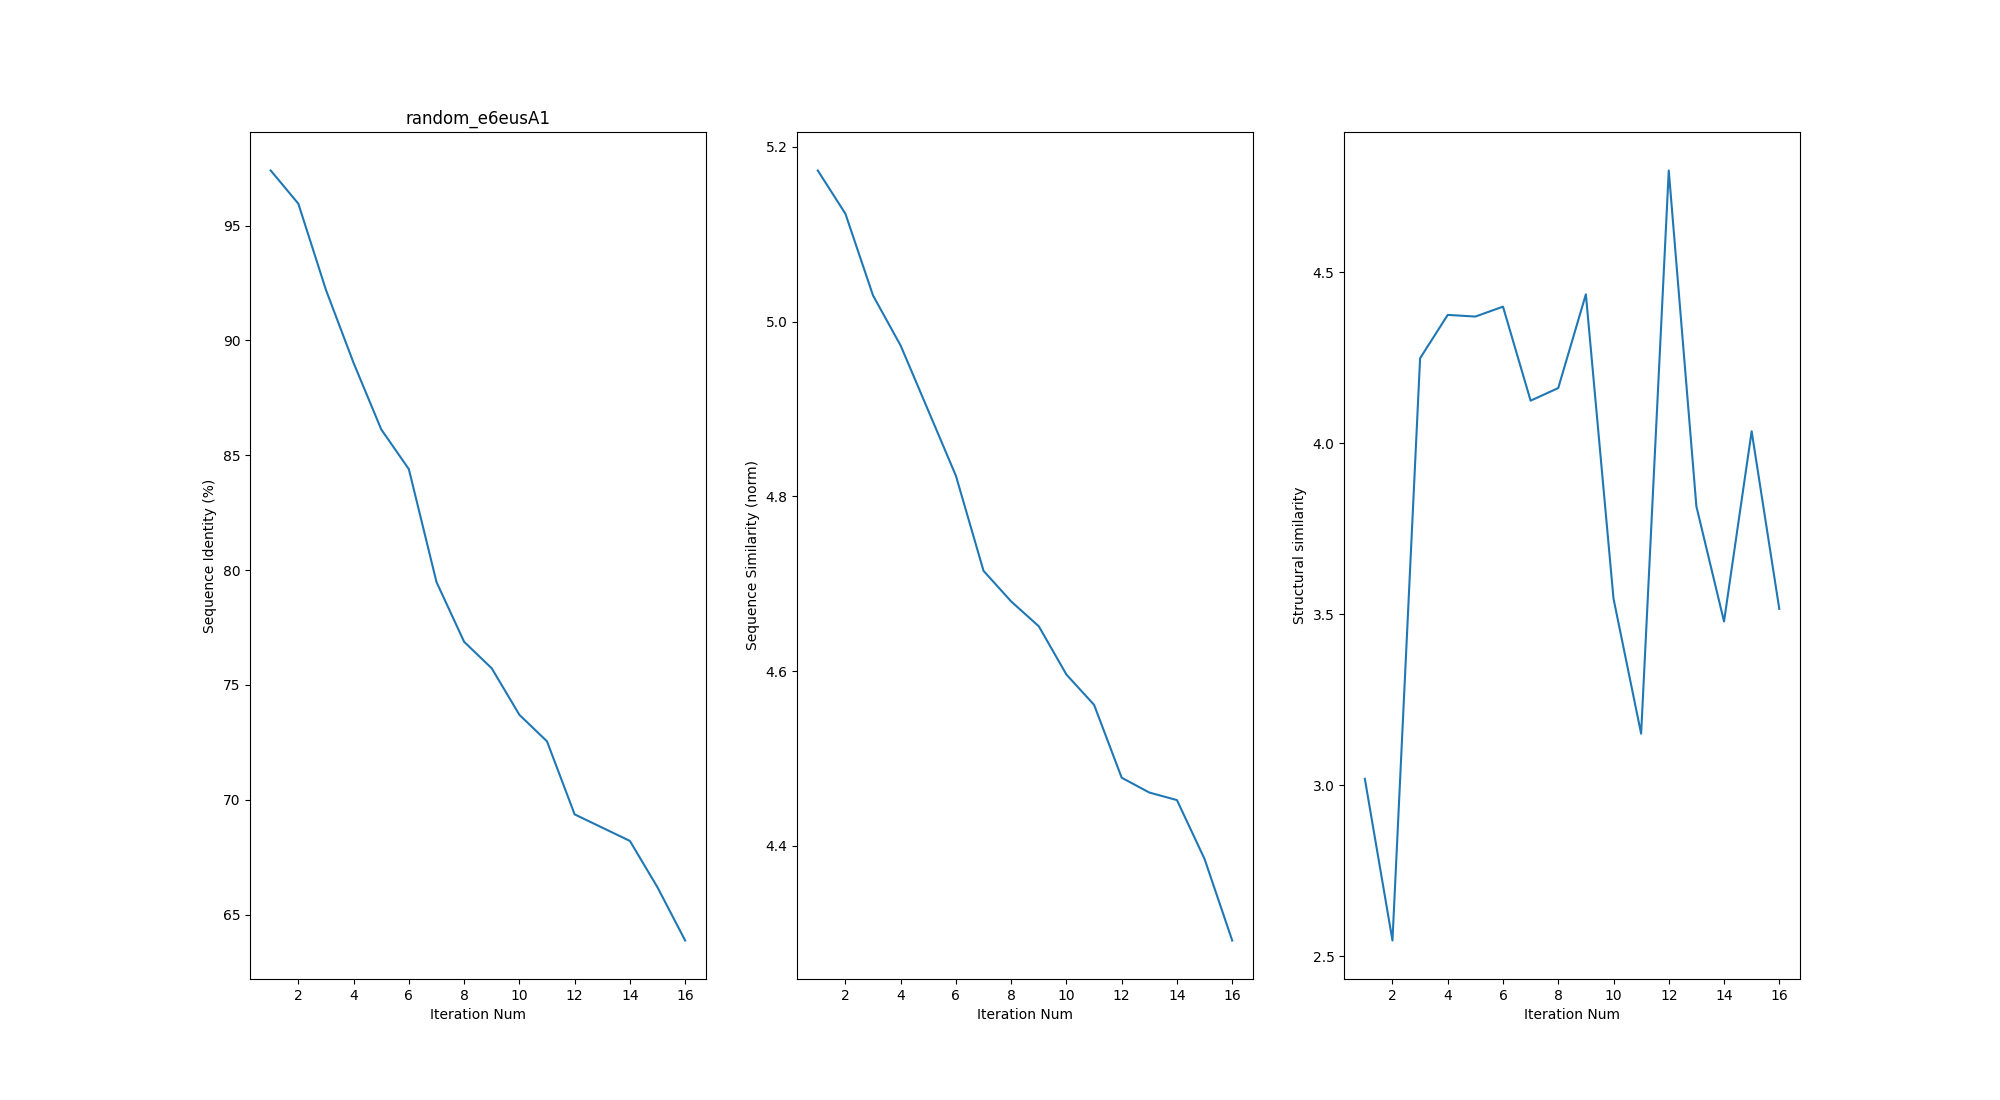 random_e6eusA1
Sequence Identity (%)
95
90
85
80
75
70
65
2 4 6 8 10 12 14 16
Iteration Num
Sequence Similarity (norm)
5.2
5.0
4.8
4.6
4.4
2 4 6 8 10 12 14 16
Iteration Num
Structural similarity
4.5
4.0
3.5
3.0
2.5
2 4 6 8 10 12 14 16
Iteration Num